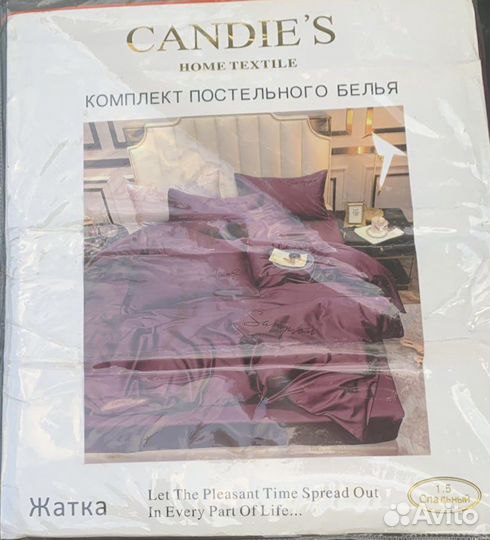 CANDIE'S
HOME TEXTILE
КОМПЛЕКТ ПОСТЕЛЬНОГО БЕЛЬЯ
Жатка
Let The Pleasant Time Spread Out
In Every Part Of Life...
1.5
Спальный
Avito